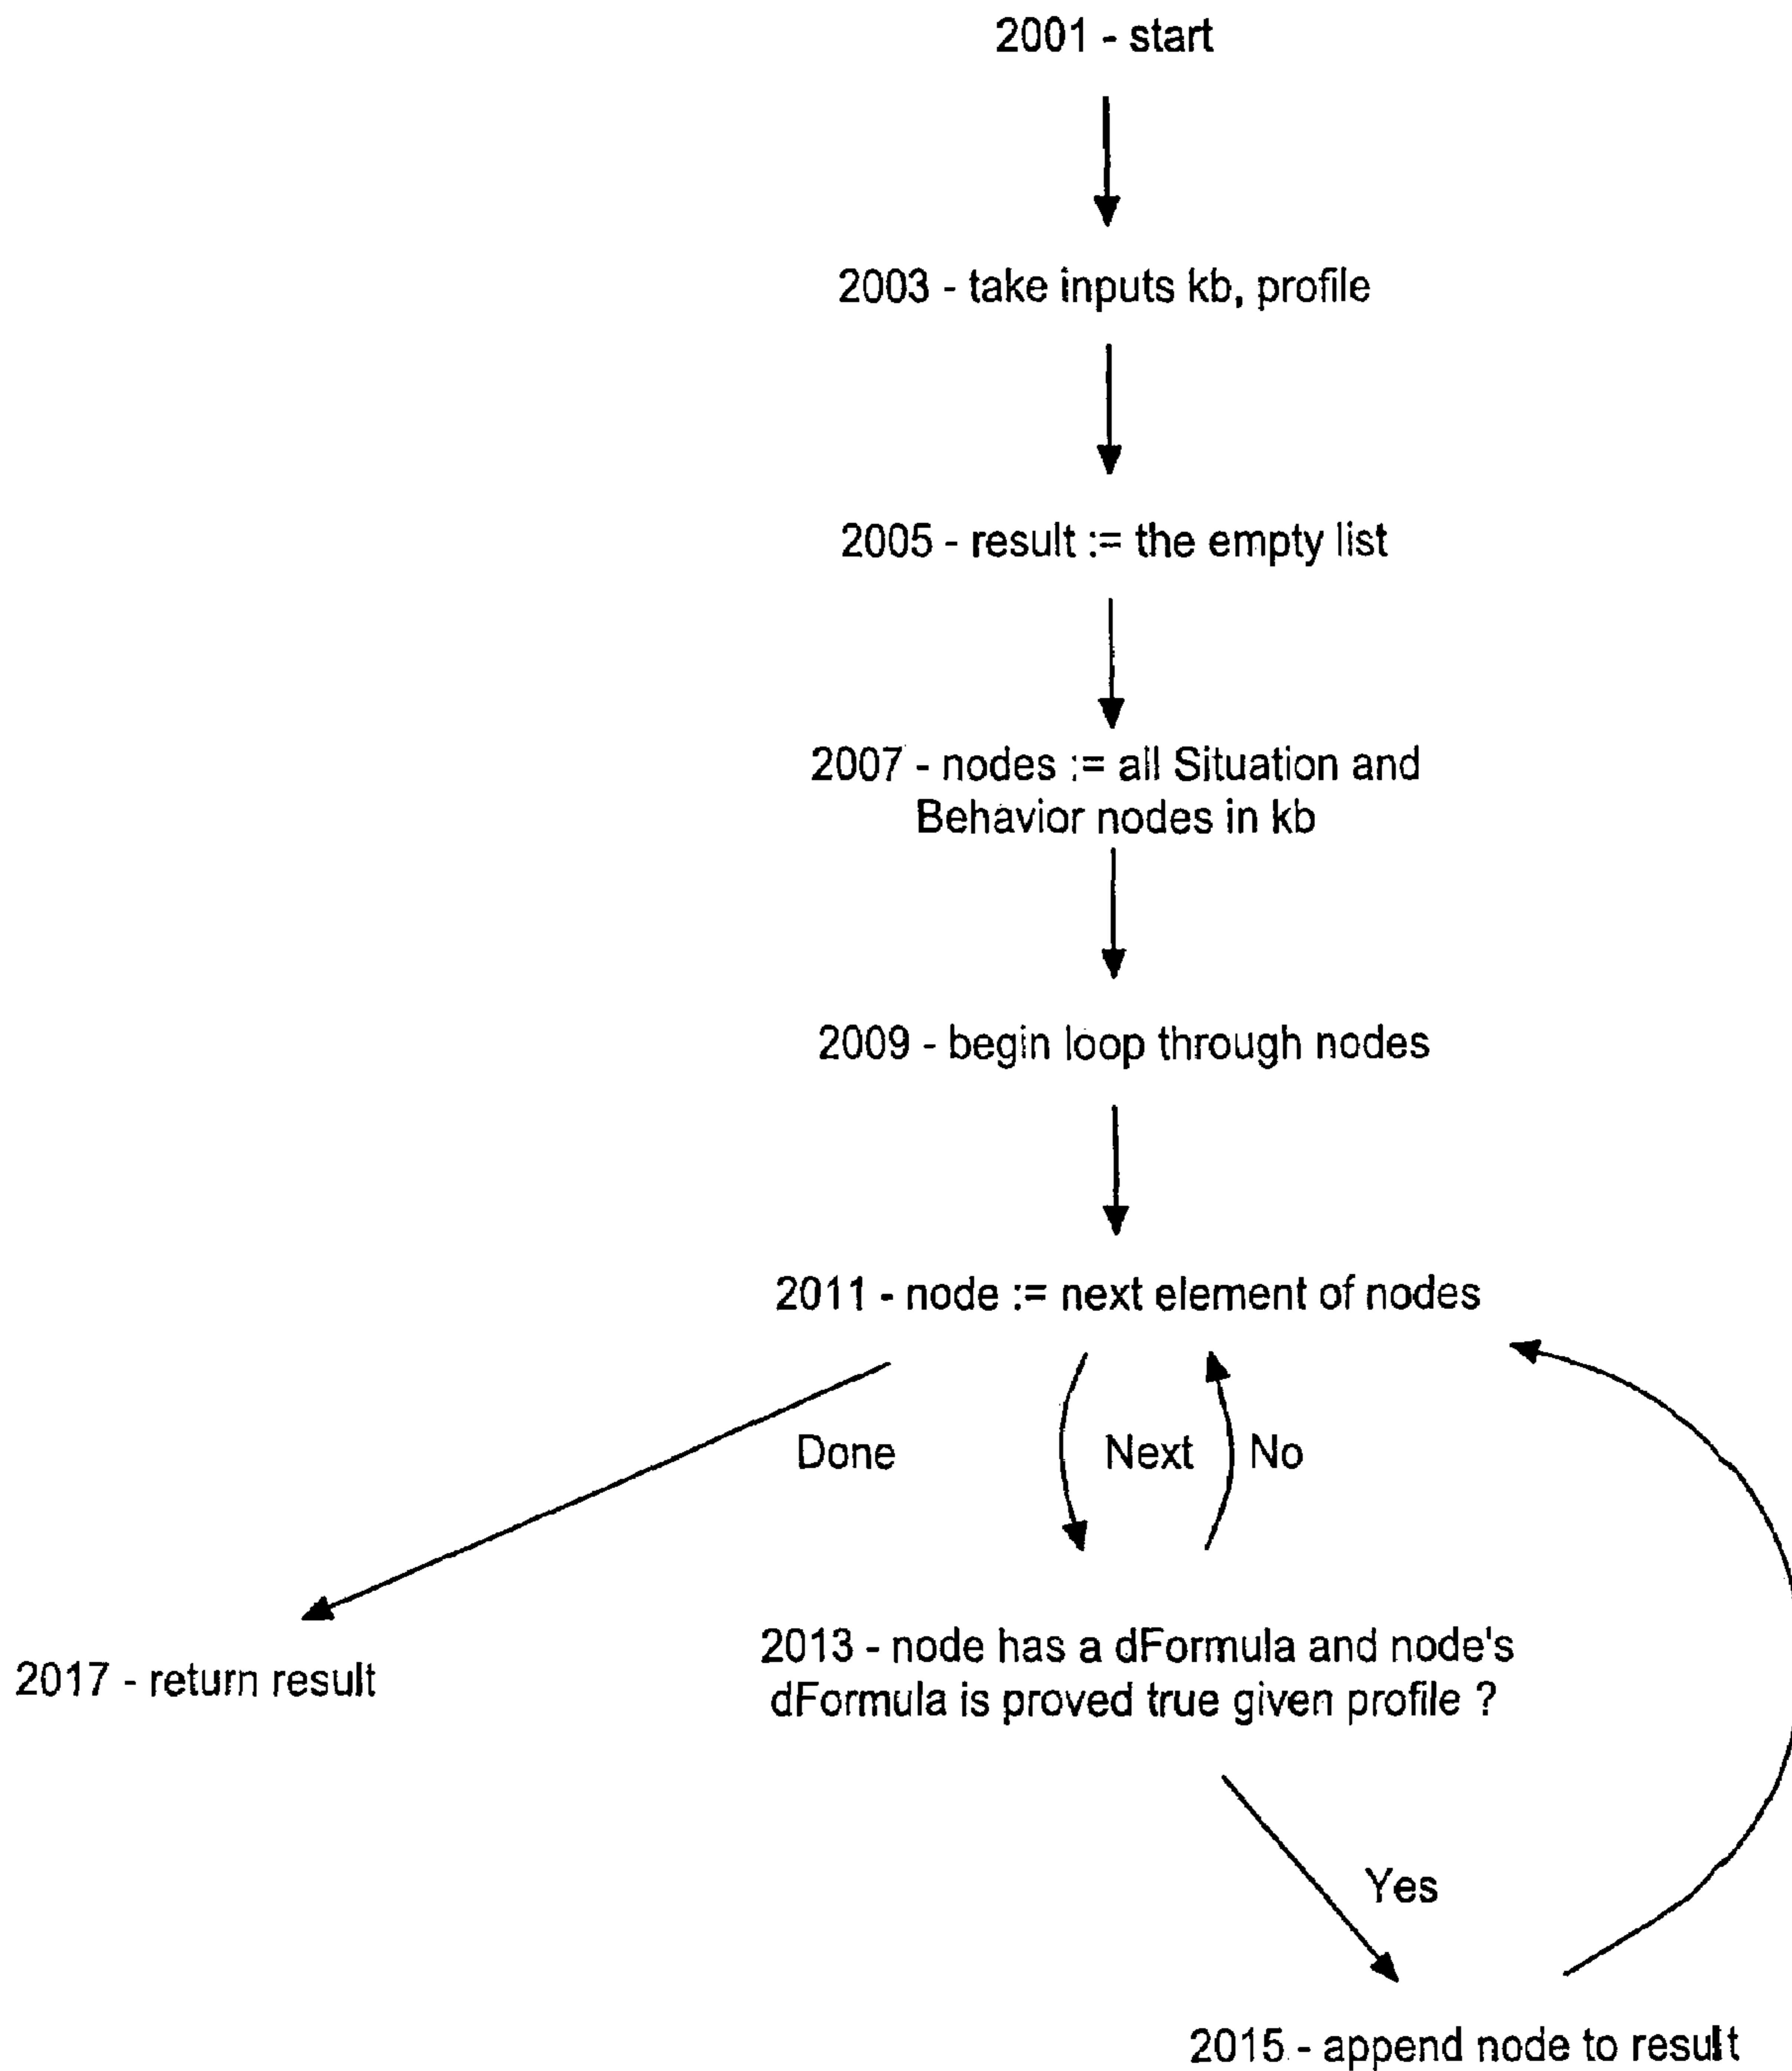 2001 - start
2003 - take inputs kb, profile
2005 - result := the empty list
2007 - nodes := all Situation and
Behavior nodes in kb
2009 - begin loop through nodes
2011 - node := next element of nodes
Done
Next
No
2013 - node has a dFormula and node's
dFormula is proved true given profile ?
2017 - return result
Yes
2015 - append node to result